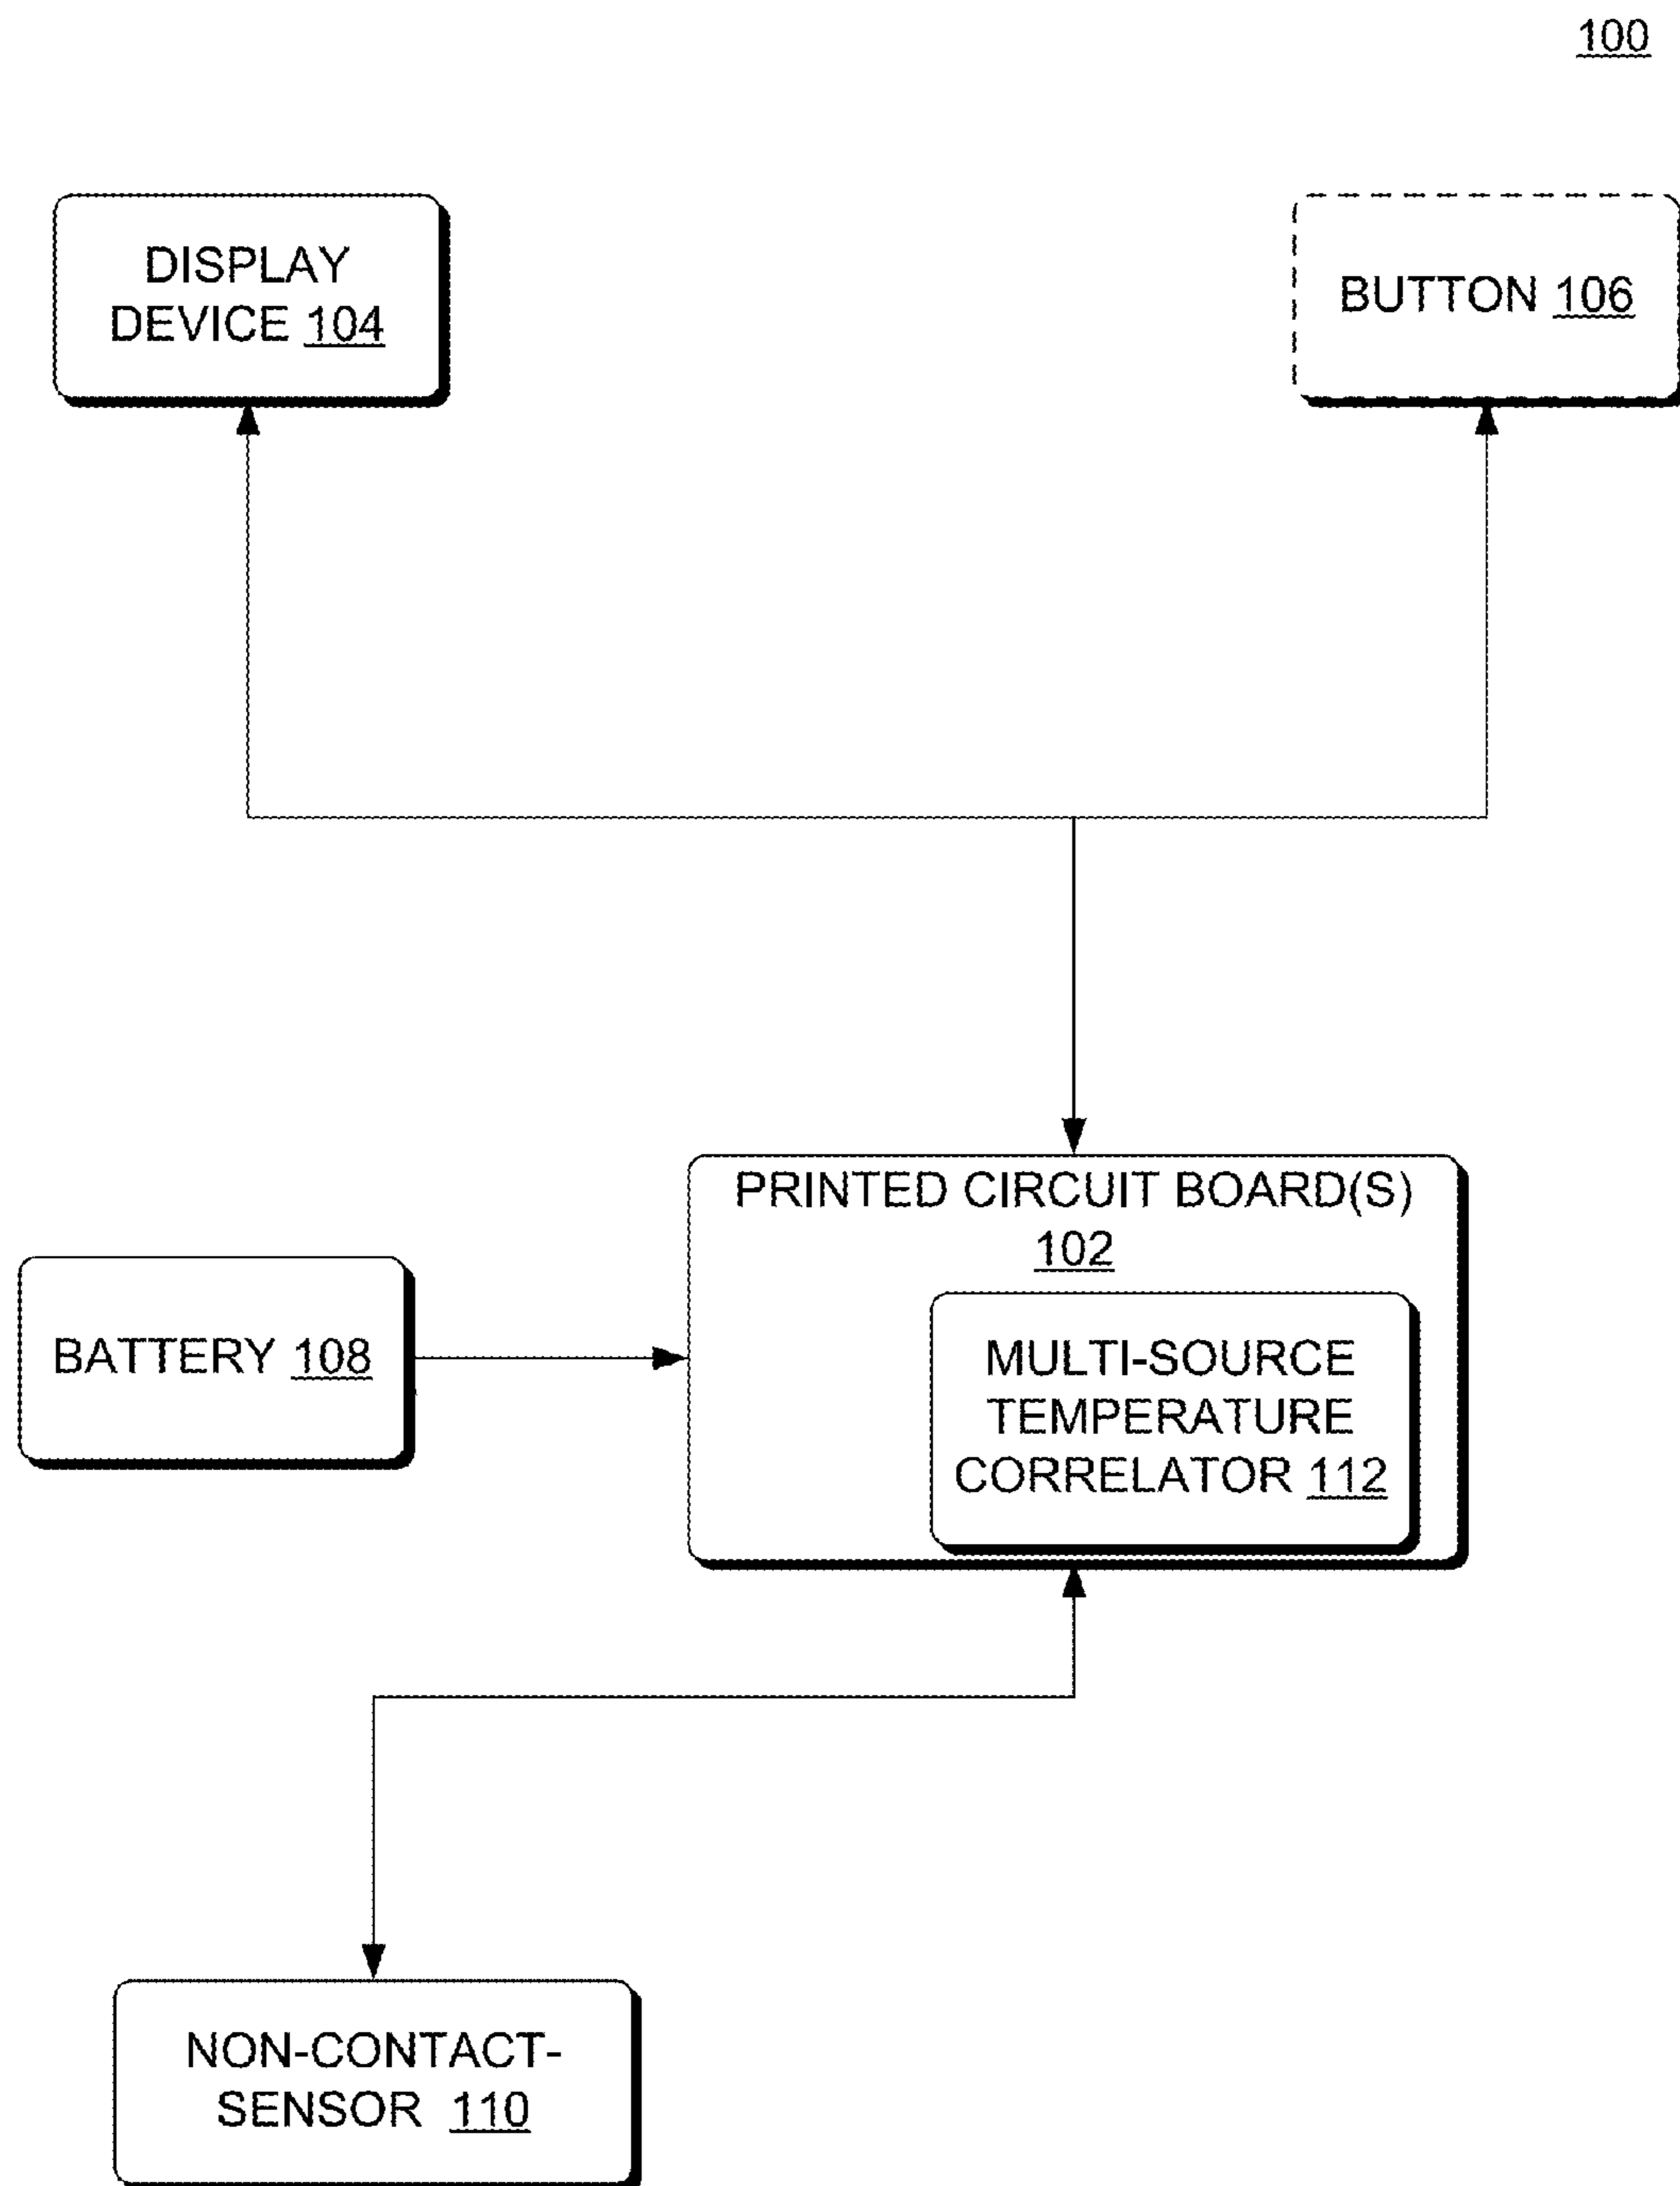 100
DISPLAY
DEVICE 104
BUTTON 106
PRINTED CIRCUIT BOARD(S)
102
BATTERY 108
MULTI-SOURCE
TEMPERATURE
CORRELATOR 112
NON-CONTACT-
SENSOR 110